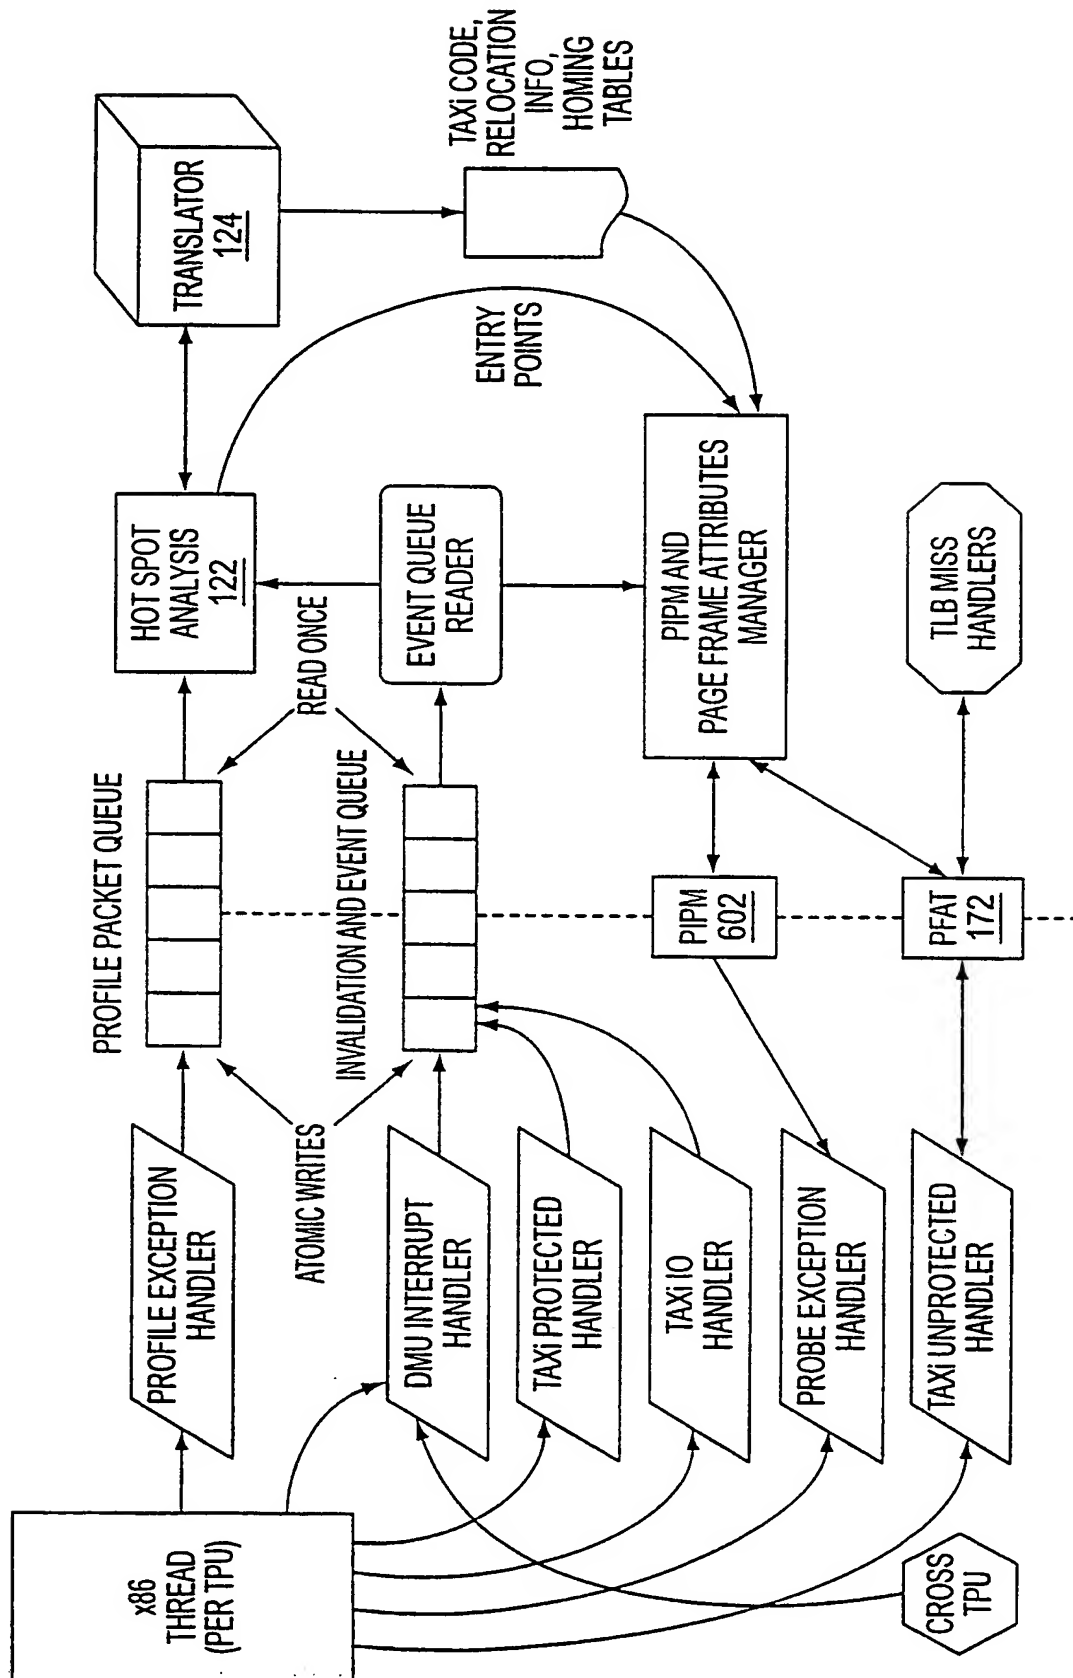 x86
THREAD
(PER TPU)
CROSS
TPU
PROFILE EXCEPTION
HANDLER
DMU INTERRUPT
HANDLER
TAXi PROTECTED
HANDLER
TAXi IO
HANDLER
PROBE EXCEPTION
HANDLER
TAXi UNPROTECTED
HANDLER
ATOMIC WRITES
PROFILE PACKET QUEUE
INVALIDATION AND EVENT QUEUE
READ ONCE
PIPM
602
PFAT
172
HOT SPOT
ANALYSIS
122
EVENT QUEUE
READER
PIPM AND
PAGE FRAME ATTRIBUTES
MANAGER
TLB MISS
HANDLERS
TRANSLATOR
124
ENTRY
POINTS
TAXi CODE,
RELOCATION
INFO,
HOMING
TABLES